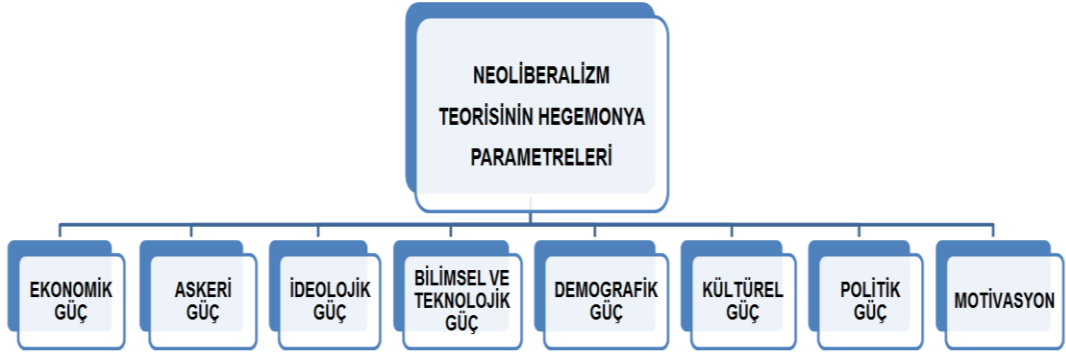 NEOLİBERALİZM
TEORİSİNİN HEGEMONYA
PARAMETRELERİ
EKONOMİK
GÜÇ
ASKERİ
GÜÇ
İDEOLOJİK
GÜÇ
BİLİMSEL VE
TEKNOLOJİK
GÜÇ
DEMOGRAFİK
GÜÇ
KÜLTÜREL
GÜÇ
POLİTİK
GÜÇ
MOTİVASYON